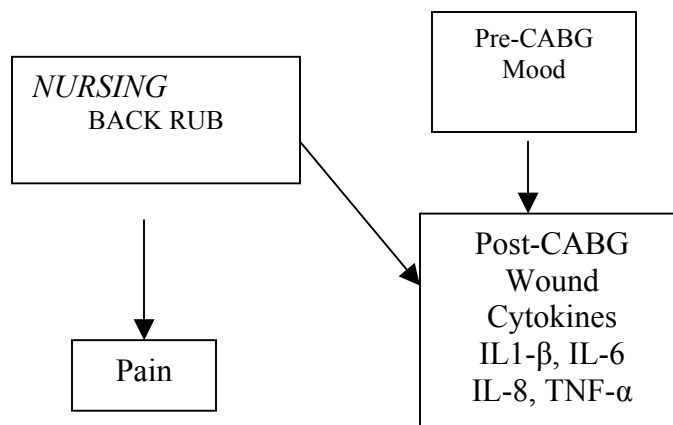 Pre-CABG
Mood
NURSING
BACK RUB
Post-CABG
Wound
Cytokines
IL1-β, IL-6
IL-8, TNF-α
Pain